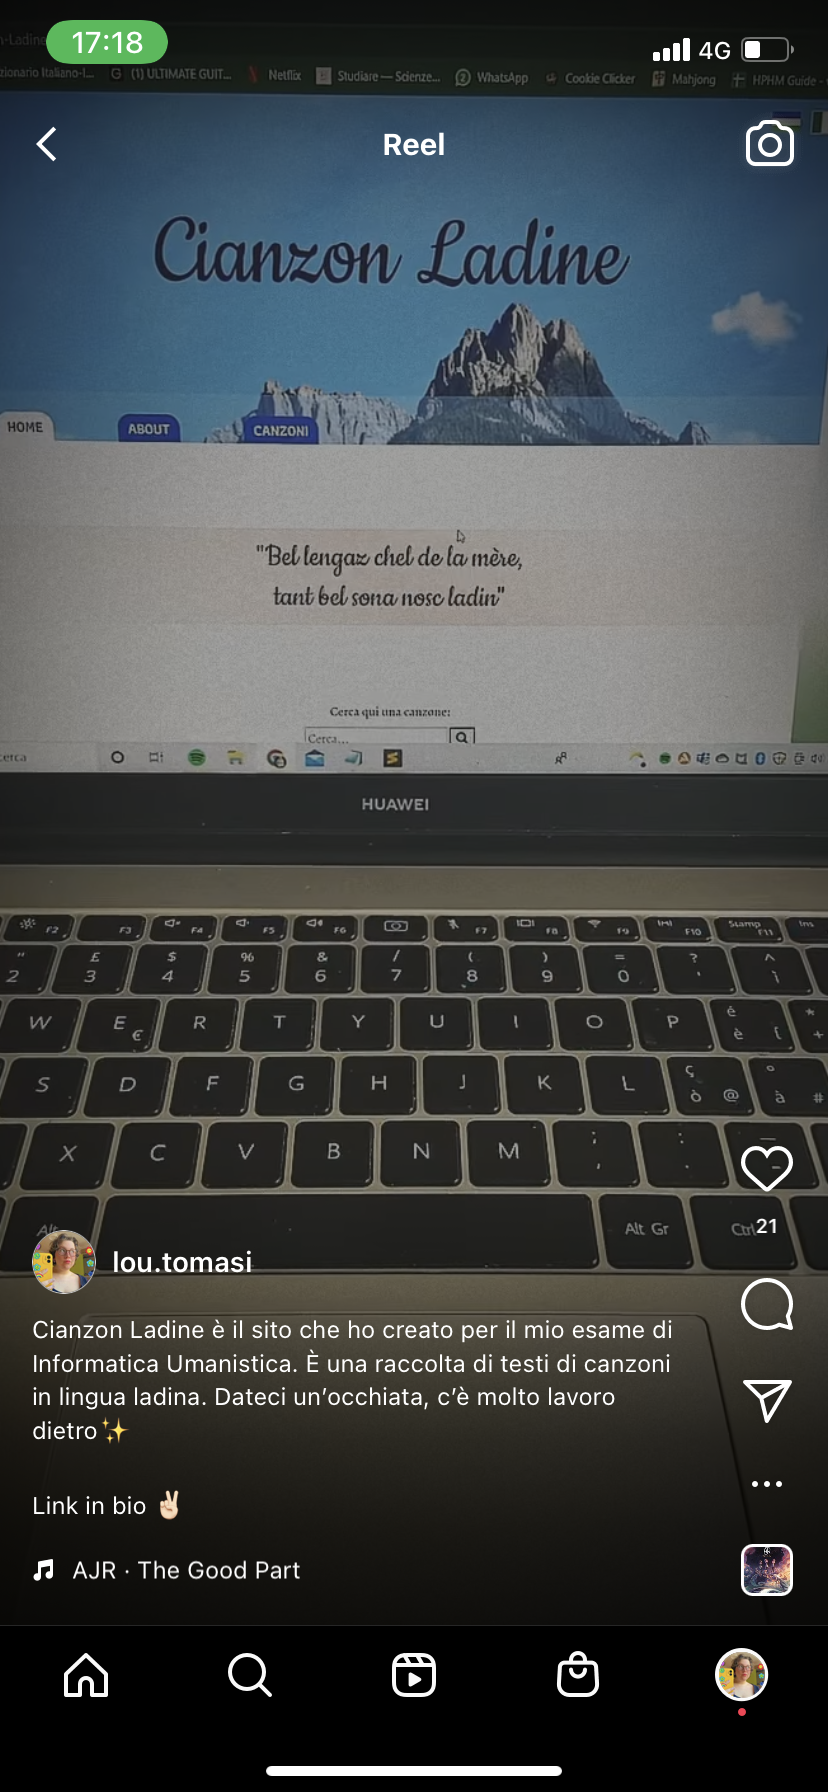 17:18
4G
zionario Italiano-l...
G (1) ULTIMATE GUIT...
Netflix
Studiare — Scienze...
WhatsApp
Cookie Clicker
Mahjong
HPHM Guide -
Reel
Cianzon Ladine
HOME
ABOUT
CANZONI
"Bel lengaz chel de la mère,
tant bel sona nosc ladin"
Cerca qui una canzone:
Cerca...
cerca
HUAWEI
F2 F3 F4 F5 F6 F7 F8 F9 F10 Stamp F11 Ins
" £ $ % & / ( ) = ? ^
2 3 4 5 6 7 8 9 0 ' ì
W E € R T Y U I O P é è [ * +
S D F G H J K L ç ò @ ° à #
X C V B N M ; , : . _ -
Alt Alt Gr Ctrl
21
lou.tomasi
Cianzon Ladine è il sito che ho creato per il mio esame di
Informatica Umanistica. È una raccolta di testi di canzoni
in lingua ladina. Dateci un’occhiata, c’è molto lavoro
dietro✨
Link in bio ✌🏻
AJR · The Good Part